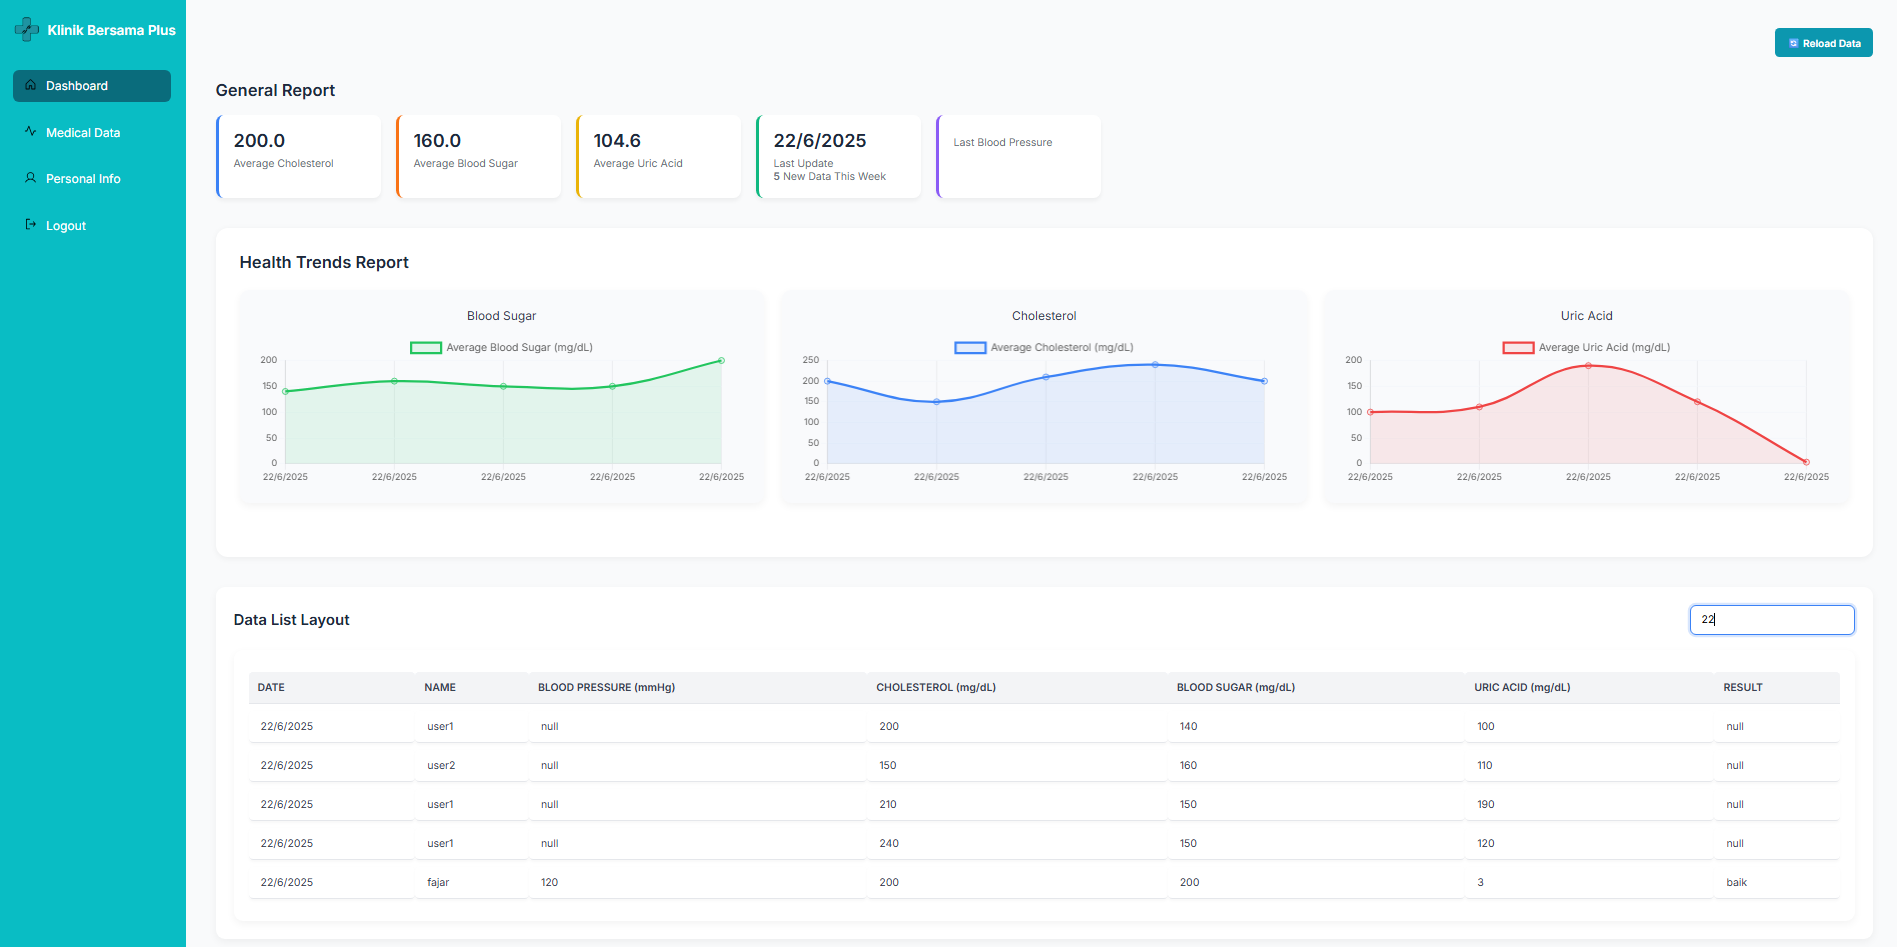 Klinik Bersama Plus
Dashboard
Medical Data
Personal Info
Logout
Reload Data
General Report
200.0
Average Cholesterol
160.0
Average Blood Sugar
104.6
Average Uric Acid
22/6/2025
Last Update
5 New Data This Week
Last Blood Pressure
Health Trends Report
Blood Sugar
Average Blood Sugar (mg/dL)
200
150
100
50
0
22/6/2025 22/6/2025 22/6/2025 22/6/2025 22/6/2025
Cholesterol
Average Cholesterol (mg/dL)
250
200
150
100
50
0
22/6/2025 22/6/2025 22/6/2025 22/6/2025 22/6/2025
Uric Acid
Average Uric Acid (mg/dL)
200
150
100
50
0
22/6/2025 22/6/2025 22/6/2025 22/6/2025 22/6/2025
Data List Layout
22
DATE NAME BLOOD PRESSURE (mmHg) CHOLESTEROL (mg/dL) BLOOD SUGAR (mg/dL) URIC ACID (mg/dL) RESULT
22/6/2025 user1 null 200 140 100 null
22/6/2025 user2 null 150 160 110 null
22/6/2025 user1 null 210 150 190 null
22/6/2025 user1 null 240 150 120 null
22/6/2025 fajar 120 200 200 3 baik